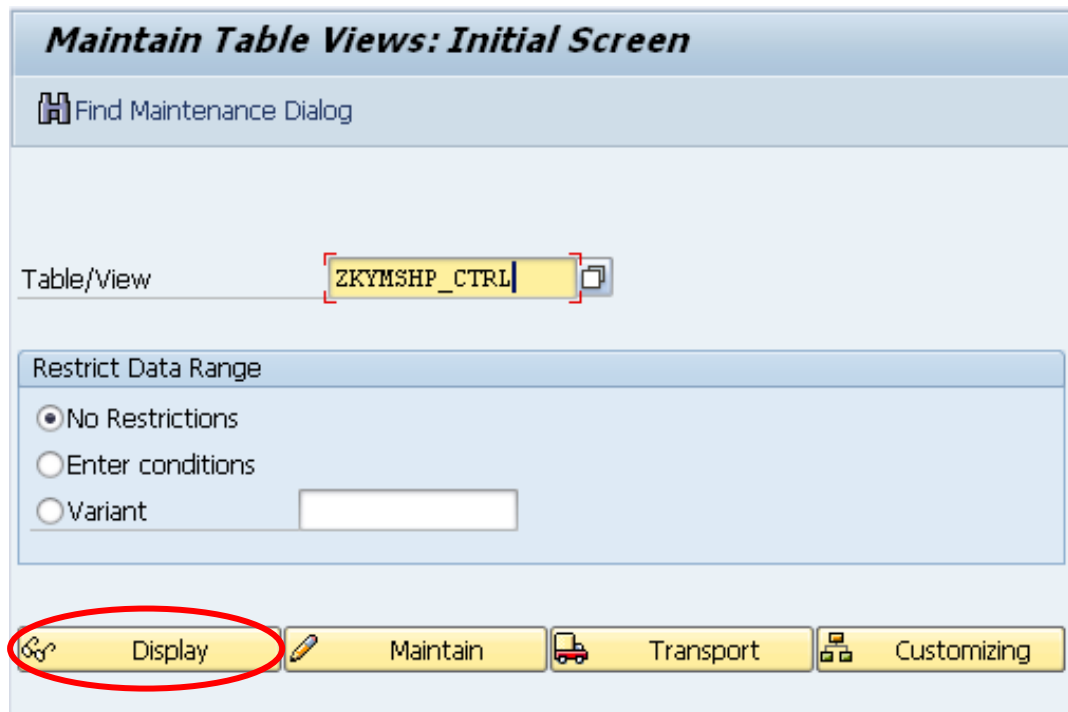 Maintain Table Views: Initial Screen
Find Maintenance Dialog
Table/View ZKYMSHP_CTRL
Restrict Data Range
No Restrictions
Enter conditions
Variant
Display Maintain Transport Customizing